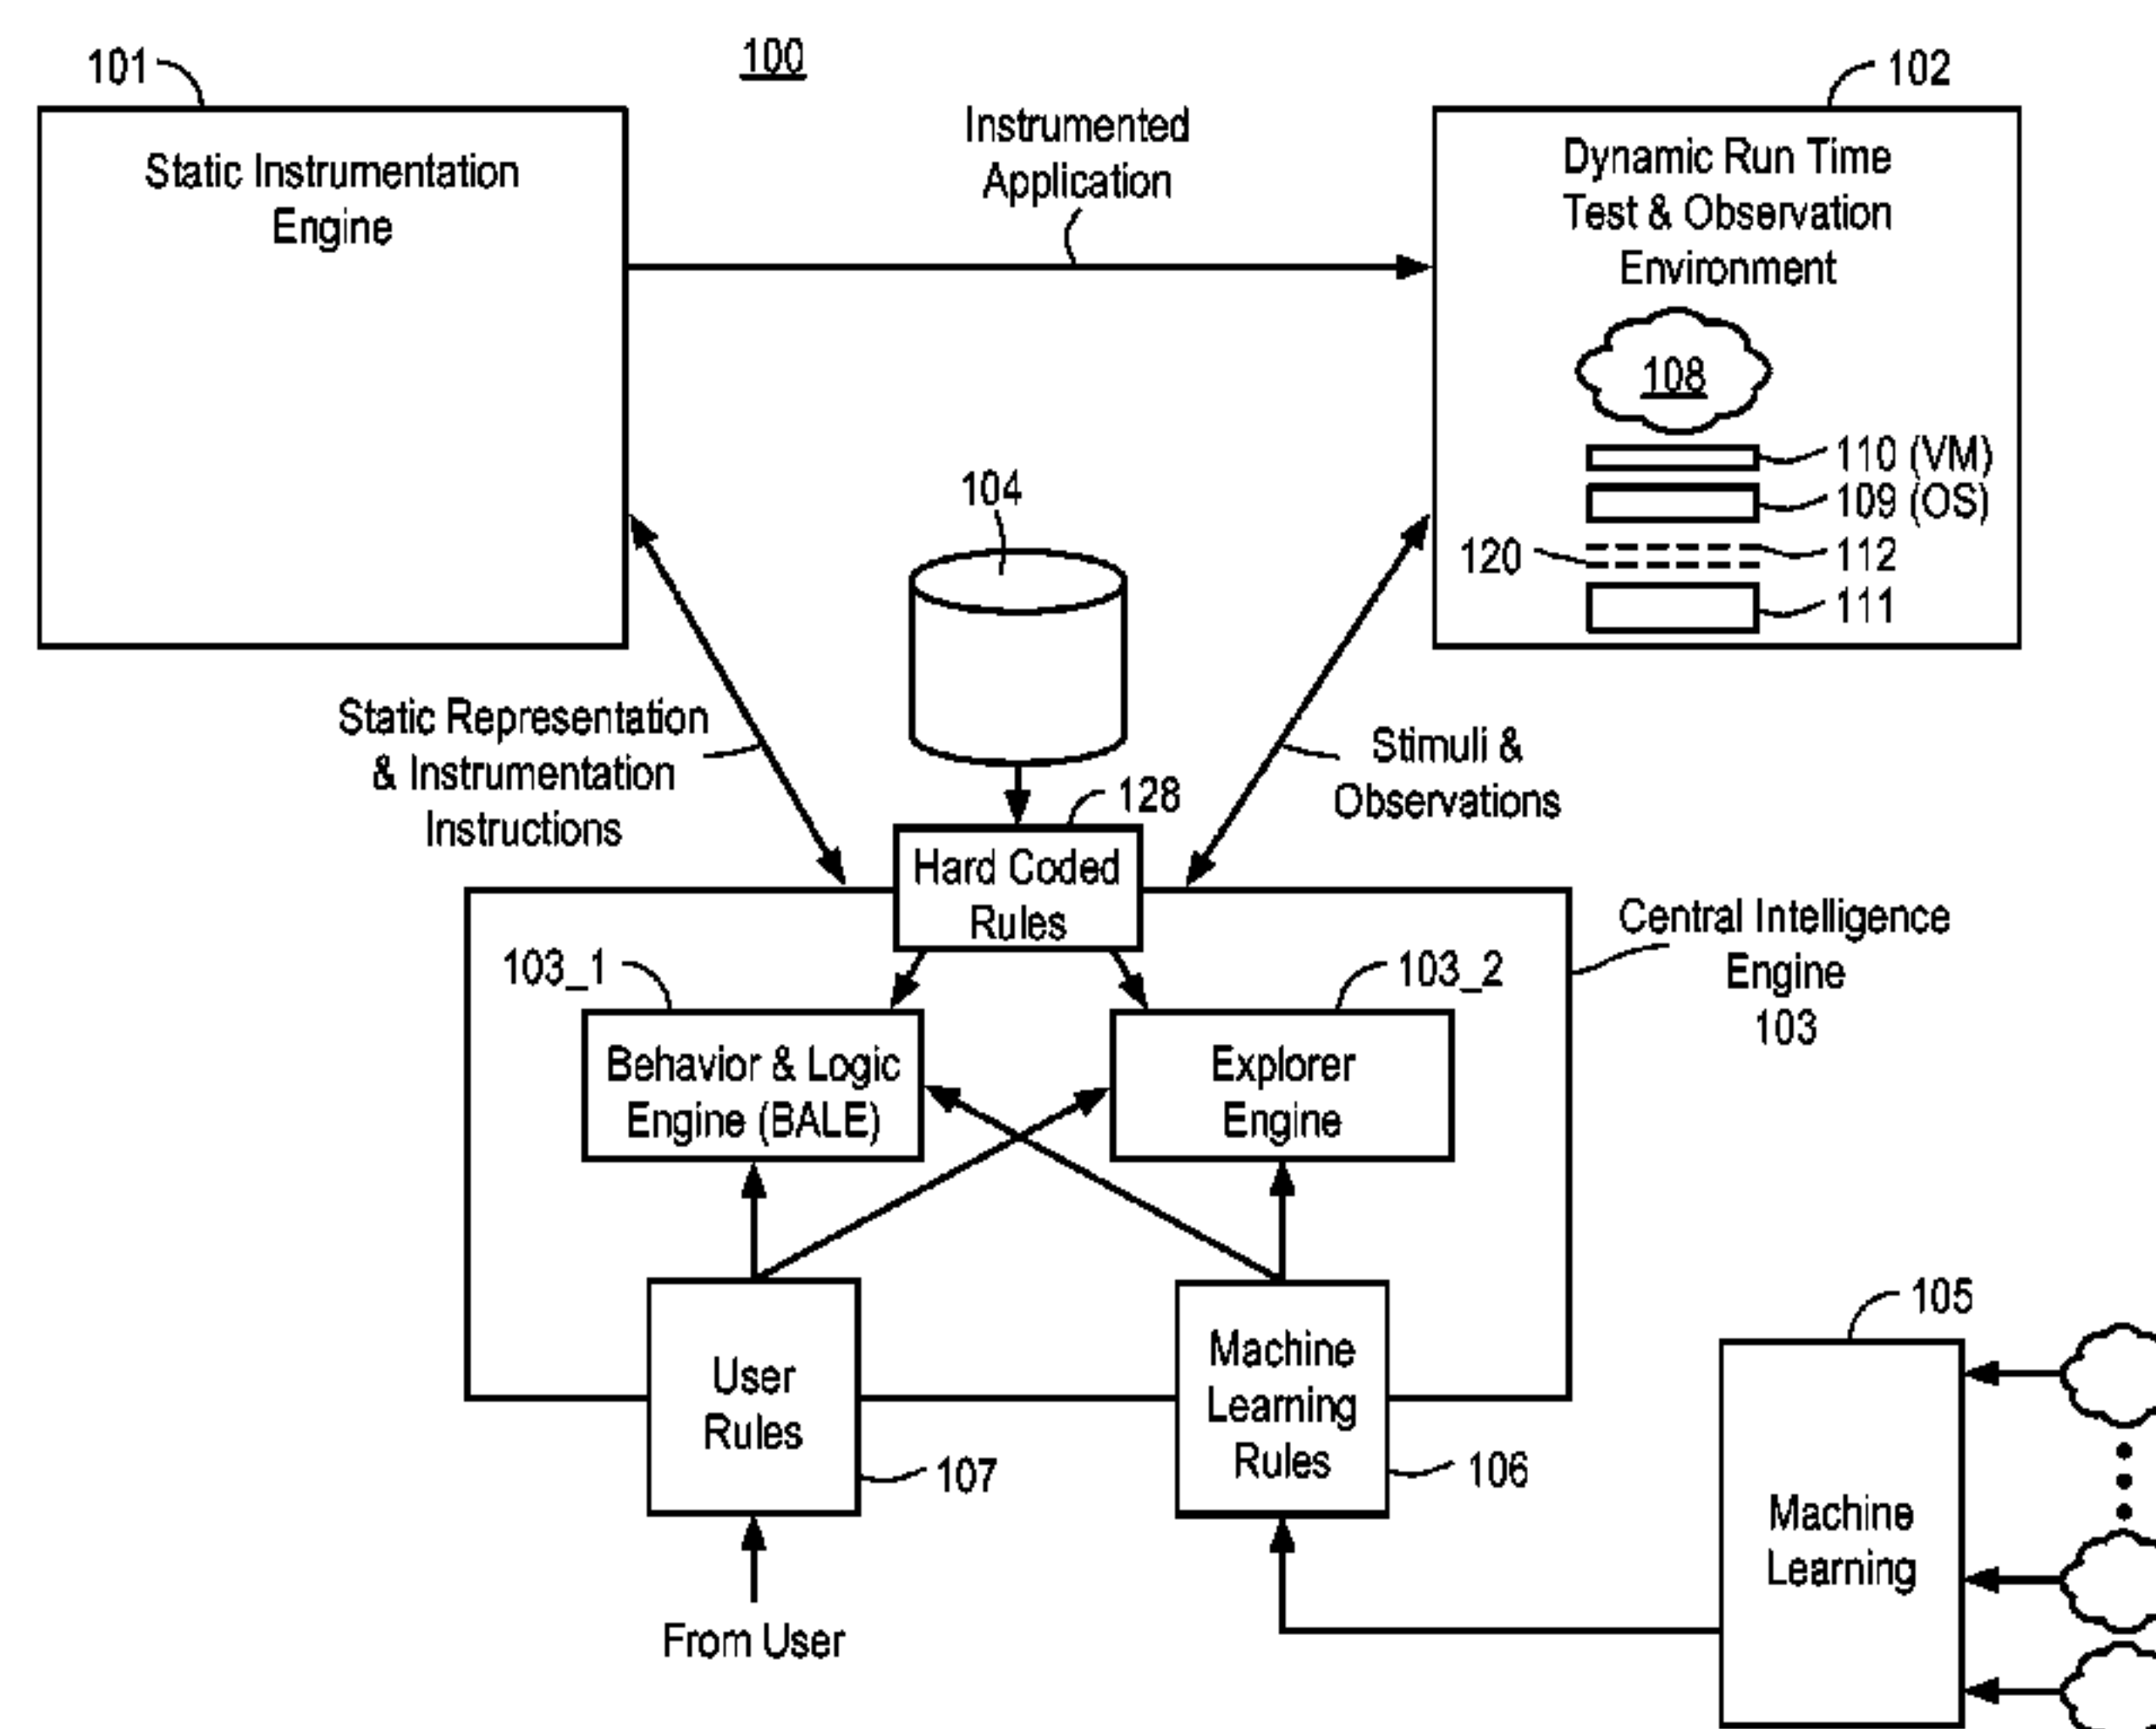 100
101
102
Static Instrumentation
Engine
Instrumented
Application
Dynamic Run Time
Test & Observation
Environment
108
110 (VM)
109 (OS)
120
112
111
104
Static Representation
& Instrumentation
Instructions
Stimuli &
Observations
128
Hard Coded
Rules
Central Intelligence
Engine
103
103_1
103_2
Behavior & Logic
Engine (BALE)
Explorer
Engine
User
Rules
107
Machine
Learning
Rules
106
105
Machine
Learning
From User